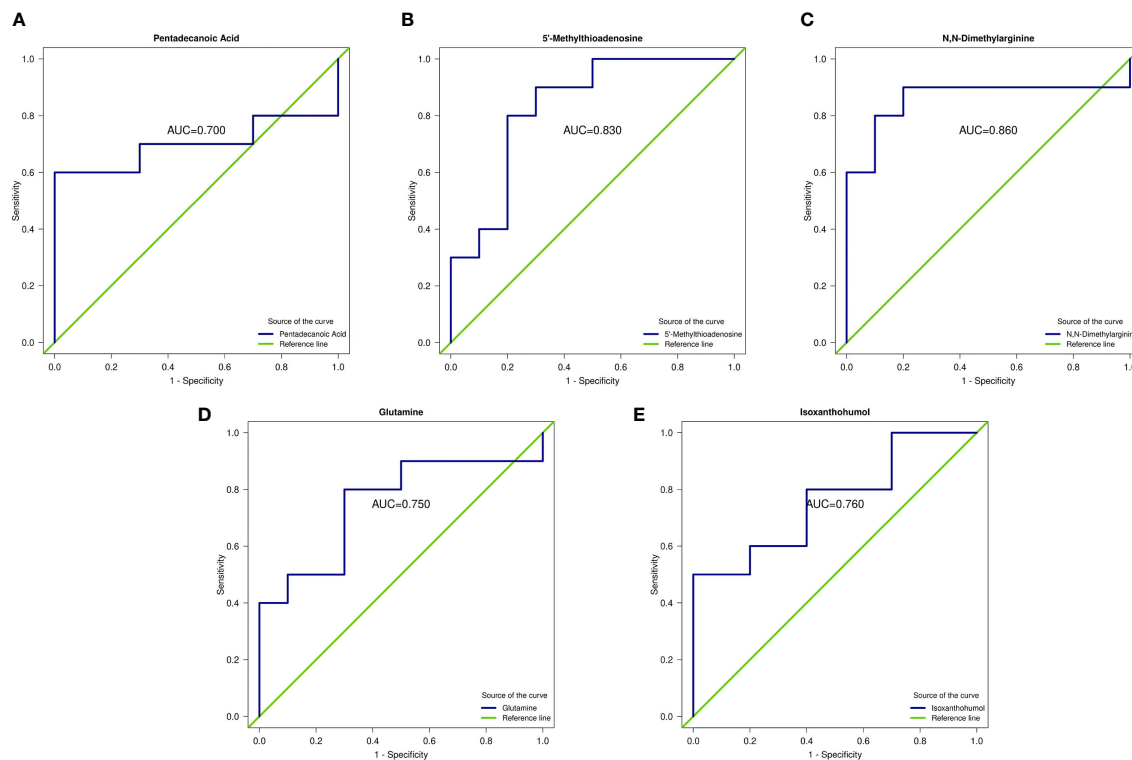 A
Pentadecanoic Acid
1.0
0.8
0.6
0.4
0.2
0.0
Sensitivity
AUC=0.700
Source of the curve
Pentadecanoic Acid
Reference line
0.0 0.2 0.4 0.6 0.8 1.0
1 - Specificity
B
5'-Methylthioadenosine
1.0
0.8
0.6
0.4
0.2
0.0
Sensitivity
AUC=0.830
Source of the curve
5'-Methylthioadenosine
Reference line
0.0 0.2 0.4 0.6 0.8 1.0
1 - Specificity
C
N,N-Dimethylarginine
1.0
0.8
0.6
0.4
0.2
0.0
Sensitivity
AUC=0.860
Source of the curve
N,N-Dimethylarginin
Reference line
0.0 0.2 0.4 0.6 0.8 1.0
1 - Specificity
D
Glutamine
1.0
0.8
0.6
0.4
0.2
0.0
Sensitivity
AUC=0.750
Source of the curve
Glutamine
Reference line
0.0 0.2 0.4 0.6 0.8 1.0
1 - Specificity
E
Isoxanthohumol
1.0
0.8
0.6
0.4
0.2
0.0
Sensitivity
AUC=0.760
Source of the curve
Isoxanthohumol
Reference line
0.0 0.2 0.4 0.6 0.8 1.0
1 - Specificity